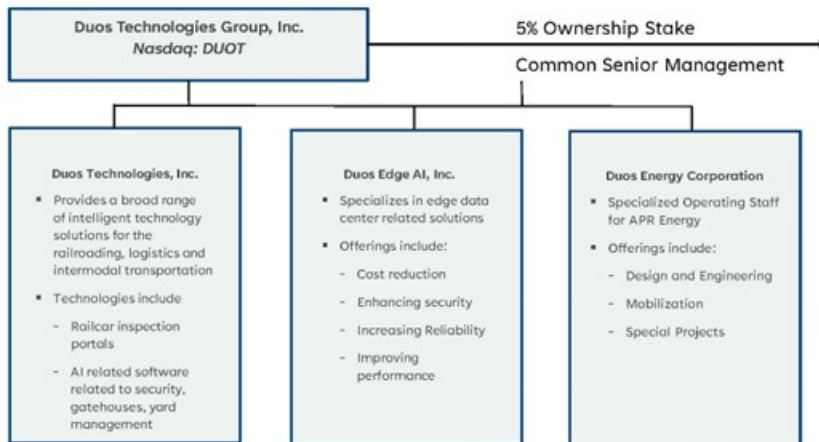 Duos Technologies Group, Inc.
Nasdaq: DUOT
5% Ownership Stake
Common Senior Management
Duos Technologies, Inc.
▪ Provides a broad range
of intelligent technology
solutions for the
railroading, logistics and
intermodal transportation
▪ Technologies include
- Railcar inspection
portals
- AI related software
related to security,
gatehouses, yard
management
Duos Edge AI, Inc.
▪ Specializes in edge data
center related solutions
▪ Offerings include:
- Cost reduction
- Enhancing security
- Increasing Reliability
- Improving
performance
Duos Energy Corporation
▪ Specialized Operating Staff
for APR Energy
▪ Offerings include:
- Design and Engineering
- Mobilization
- Special Projects